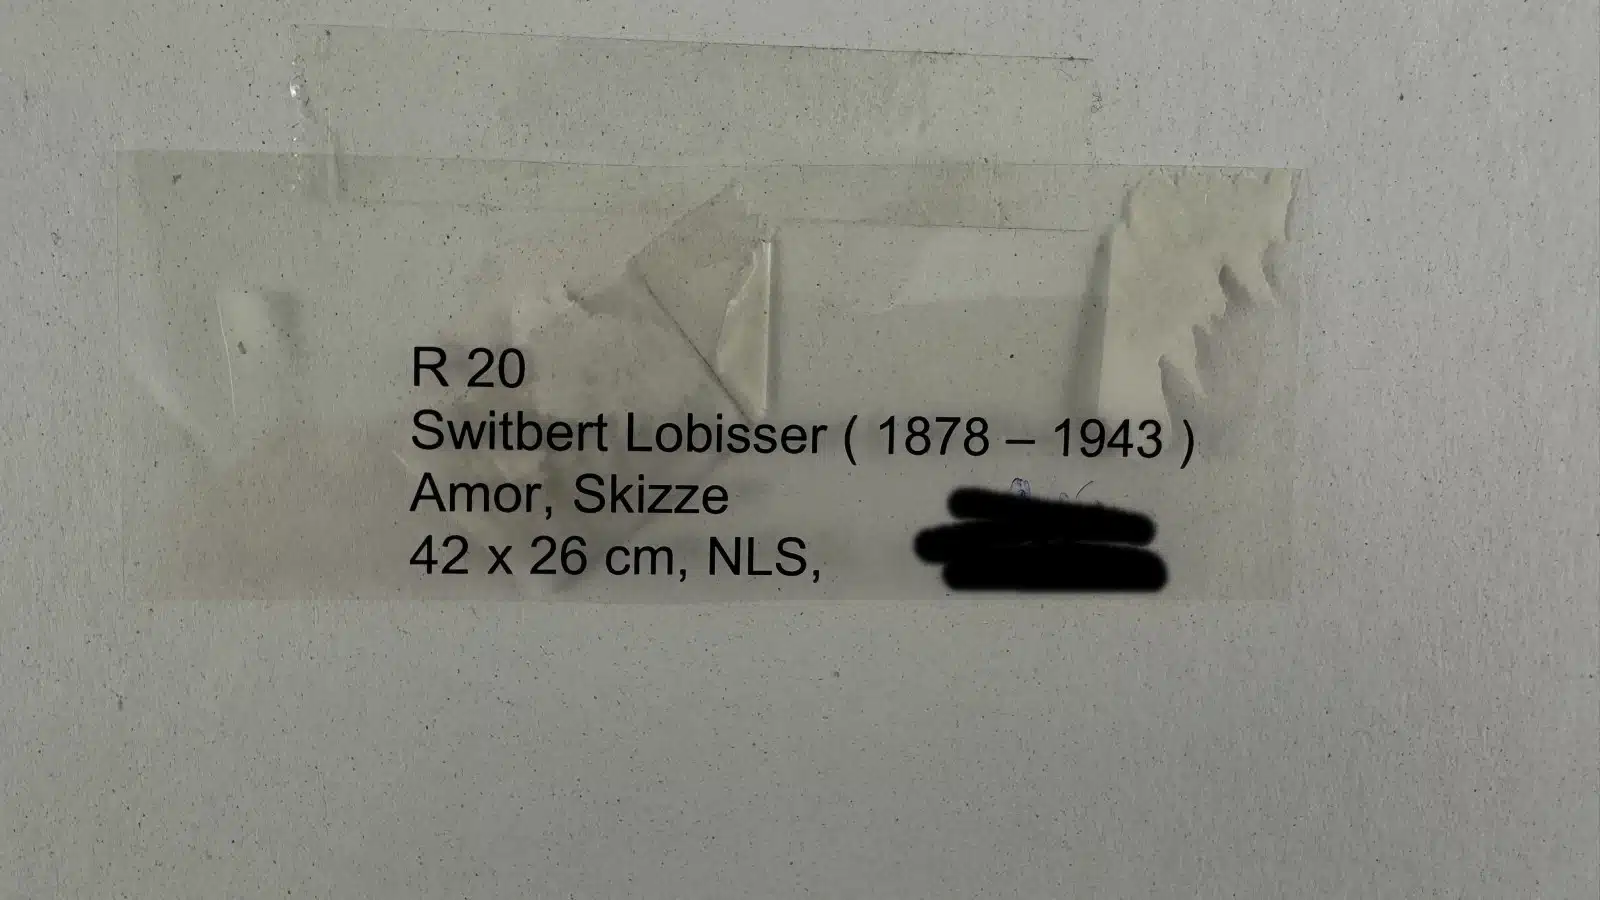 R 20
Switbert Lobisser ( 1878 – 1943 )
Amor, Skizze
42 x 26 cm, NLS,